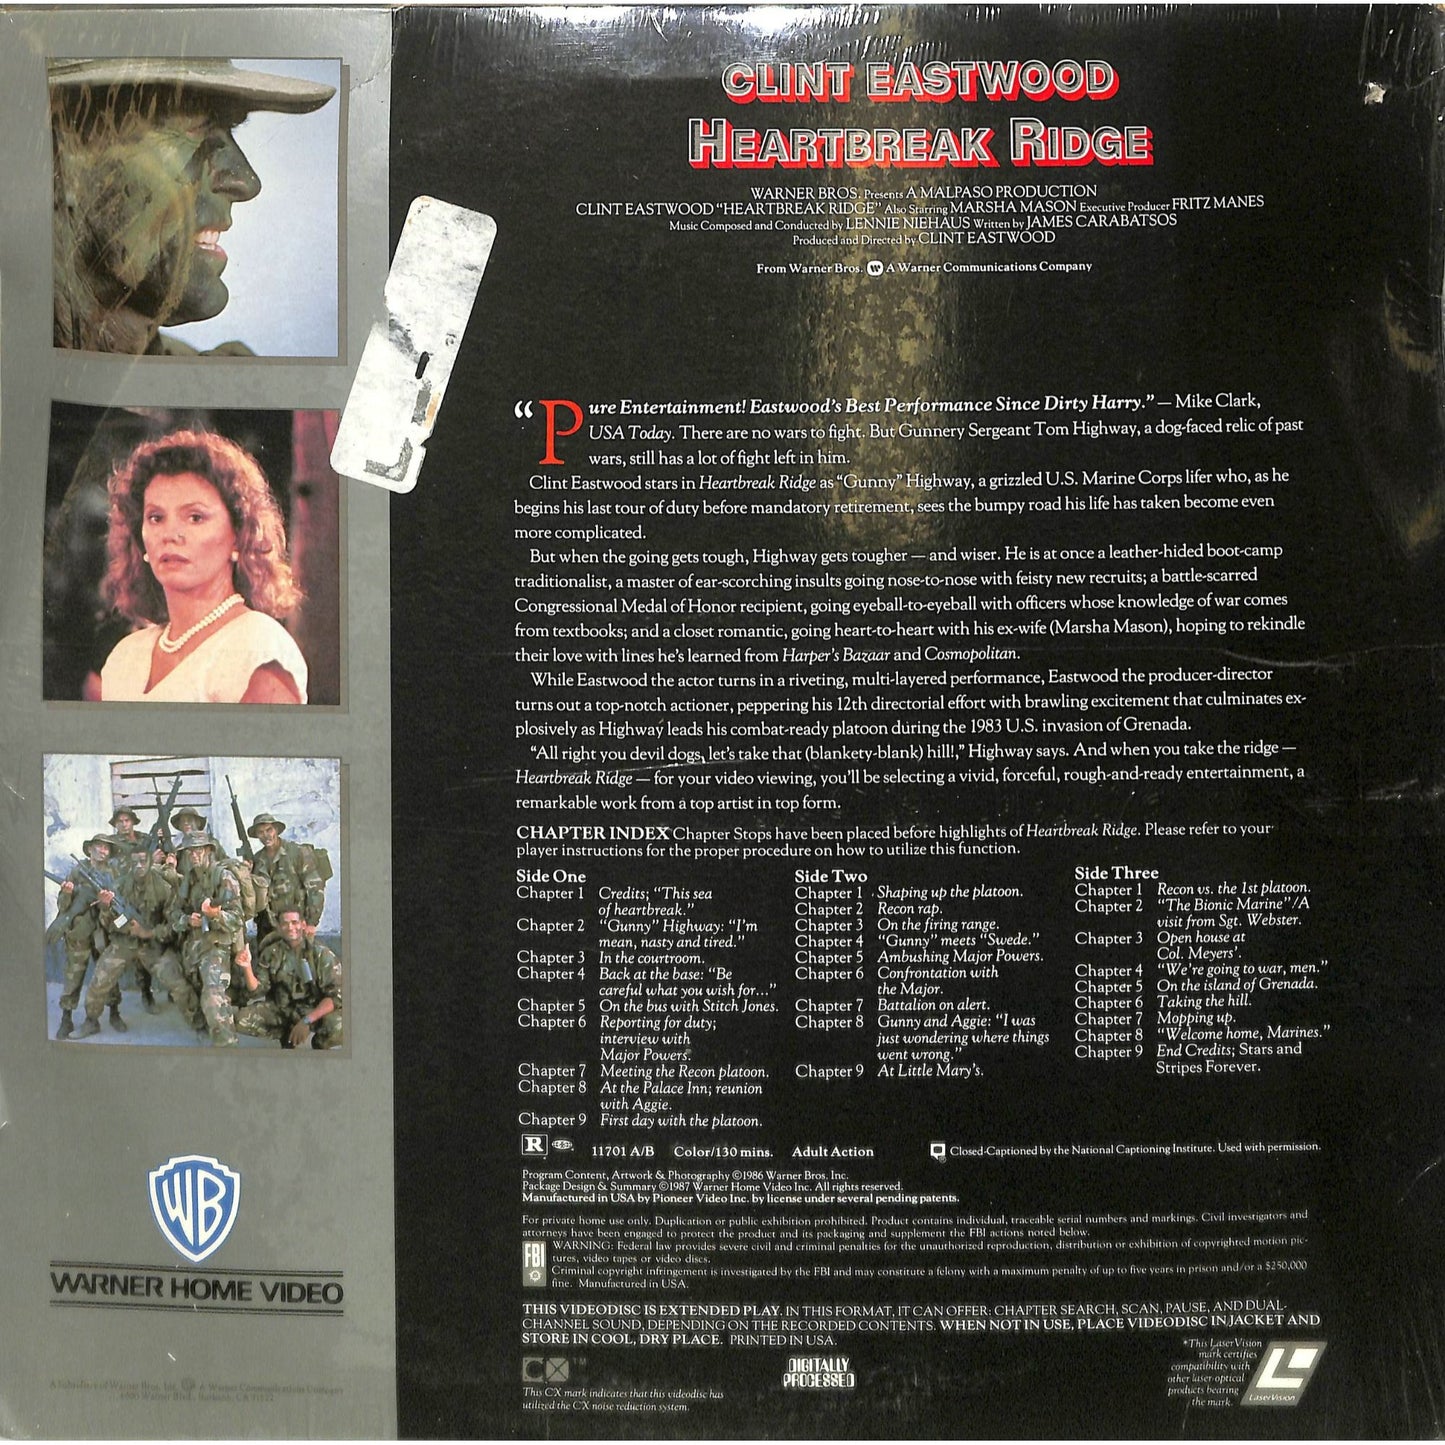 CLINT EASTWOOD
HEARTBREAK RIDGE
WARNER BROS. Presents A MALPASO PRODUCTION
CLINT EASTWOOD "HEARTBREAK RIDGE" Also Starring MARSHA MASON Executive Producer FRITZ MANES
Music Composed and Conducted by LENNIE NIEHAUS Written by JAMES CARABATSOS
Produced and Directed by CLINT EASTWOOD
From Warner Bros. A Warner Communications Company
"Pure Entertainment! Eastwood's Best Performance Since Dirty Harry." — Mike Clark,
USA Today. There are no wars to fight. But Gunnery Sergeant Tom Highway, a dog-faced relic of past
wars, still has a lot of fight left in him.
Clint Eastwood stars in Heartbreak Ridge as "Gunny" Highway, a grizzled U.S. Marine Corps lifer who, as he
begins his last tour of duty before mandatory retirement, sees the bumpy road his life has taken become even
more complicated.
But when the going gets tough, Highway gets tougher — and wiser. He is at once a leather-hided boot-camp
traditionalist, a master of ear-scorching insults going nose-to-nose with feisty new recruits; a battle-scarred
Congressional Medal of Honor recipient, going eyeball-to-eyeball with officers whose knowledge of war comes
from textbooks; and a closet romantic, going heart-to-heart with his ex-wife (Marsha Mason), hoping to rekindle
their love with lines he's learned from Harper's Bazaar and Cosmopolitan.
While Eastwood the actor turns in a riveting, multi-layered performance, Eastwood the producer-director
turns out a top-notch actioner, peppering his 12th directorial effort with brawling excitement that culminates ex-
plosively as Highway leads his combat-ready platoon during the 1983 U.S. invasion of Grenada.
"All right you devil dogs, let's take that (blankety-blank) hill!," Highway says. And when you take the ridge —
Heartbreak Ridge — for your video viewing, you'll be selecting a vivid, forceful, rough-and-ready entertainment, a
remarkable work from a top artist in top form.
CHAPTER INDEX Chapter Stops have been placed before highlights of Heartbreak Ridge. Please refer to your
player instructions for the proper procedure on how to utilize this function.
Side One
Chapter 1 Credits; "This sea
of heartbreak."
Chapter 2 "Gunny" Highway: "I'm
mean, nasty and tired."
Chapter 3 In the courtroom.
Chapter 4 Back at the base: "Be
careful what you wish for..."
Chapter 5 On the bus with Stitch Jones.
Chapter 6 Reporting for duty;
interview with
Major Powers.
Chapter 7 Meeting the Recon platoon.
Chapter 8 At the Palace Inn; reunion
with Aggie.
Chapter 9 First day with the platoon.
Side Two
Chapter 1 Shaping up the platoon.
Chapter 2 Recon rap.
Chapter 3 On the firing range.
Chapter 4 "Gunny" meets "Swede."
Chapter 5 Ambushing Major Powers.
Chapter 6 Confrontation with
the Major.
Chapter 7 Battalion on alert.
Chapter 8 Gunny and Aggie: "I was
just wondering where things
went wrong."
Chapter 9 At Little Mary's.
Side Three
Chapter 1 Recon vs. the 1st platoon.
Chapter 2 "The Bionic Marine"/A
visit from Sgt. Webster.
Chapter 3 Open house at
Col. Meyers'.
Chapter 4 "We're going to war, men."
Chapter 5 On the island of Grenada.
Chapter 6 Taking the hill.
Chapter 7 Mopping up.
Chapter 8 "Welcome home, Marines."
Chapter 9 End Credits; Stars and
Stripes Forever.
R 11701 A/B Color/130 mins. Adult Action Closed-Captioned by the National Captioning Institute. Used with permission.
Program Content, Artwork & Photography ©1986 Warner Bros. Inc.
Package Design & Summary ©1987 Warner Home Video Inc. All rights reserved.
Manufactured in USA by Pioneer Video Inc. by license under several pending patents.
For private home use only. Duplication or public exhibition prohibited. Product contains individual, traceable serial numbers and markings. Civil investigators and
attorneys have been engaged to protect the product and its packaging and supplement the FBI actions noted below.
FBI WARNING: Federal law provides severe civil and criminal penalties for the unauthorized reproduction, distribution or exhibition of copyrighted motion pic-
tures, video tapes or video discs.
Criminal copyright infringement is investigated by the FBI and may constitute a felony with a maximum penalty of up to five years in prison and/or a $250,000
fine. Manufactured in USA.
THIS VIDEODISC IS EXTENDED PLAY. IN THIS FORMAT, IT CAN OFFER: CHAPTER SEARCH, SCAN, PAUSE, AND DUAL-
CHANNEL SOUND, DEPENDING ON THE RECORDED CONTENTS. WHEN NOT IN USE, PLACE VIDEODISC IN JACKET AND
STORE IN COOL, DRY PLACE. PRINTED IN USA.
CX™
This CX mark indicates that this videodisc has
utilized the CX noise reduction system.
DIGITALLY
PROCESSED
*This LaserVision
mark certifies
compatibility with
other laser optical
products bearing
the mark.
LaserVision
WB
WARNER HOME VIDEO
A Subsidiary of Warner Bros. Inc. A Warner Communications Company
4000 Warner Blvd., Burbank, CA 91522